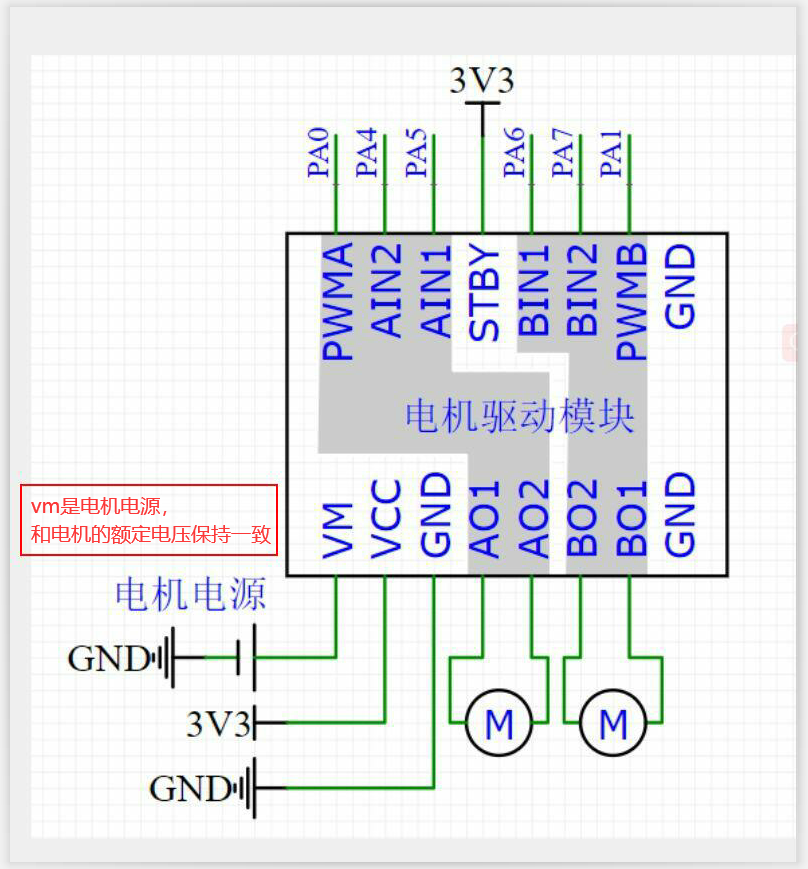 3V3
PA0
PA4
PA5
PA6
PA7
PA1
PWMA
AIN2
AIN1
STBY
BIN1
BIN2
PWMB
GND
电机驱动模块
VM
VCC
GND
AO1
AO2
BO2
BO1
GND
vm是电机电源，
和电机的额定电压保持一致
电机电源
GND
3V3
GND
M
M